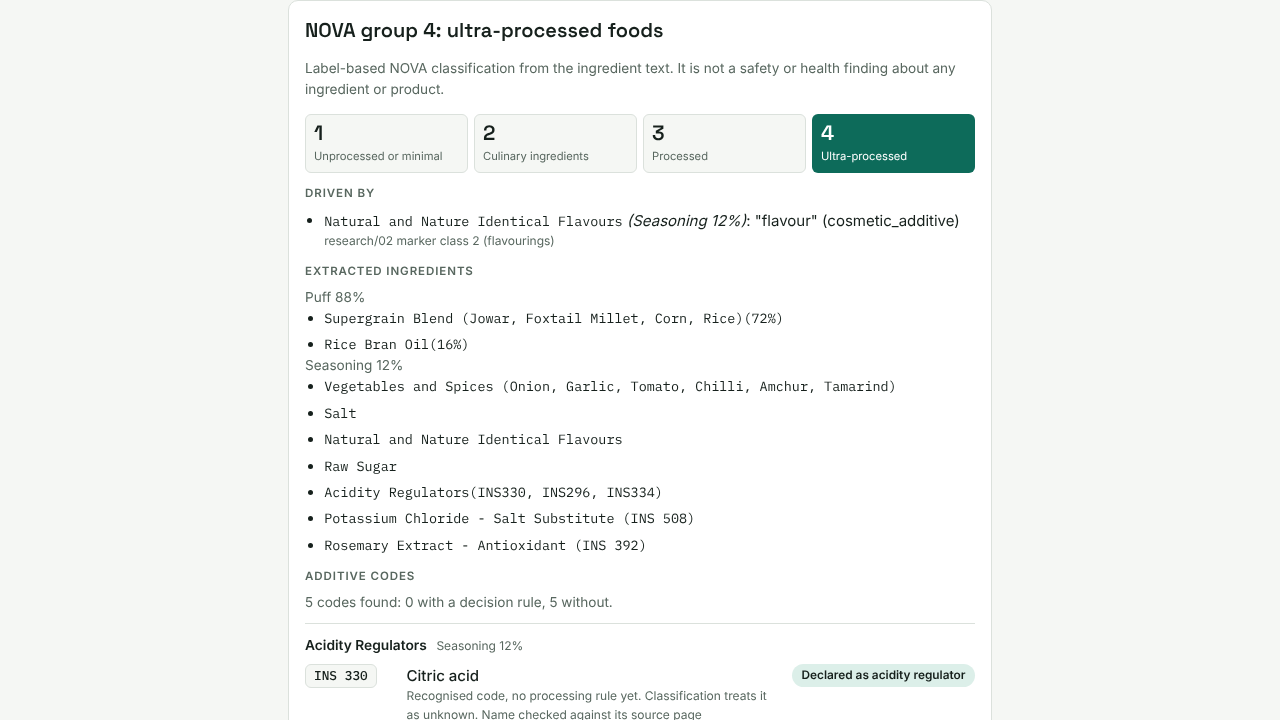 NOVA group 4: ultra-processed foods
Label-based NOVA classification from the ingredient text. It is not a safety or health finding about any
ingredient or product.
1
Unprocessed or minimal
2
Culinary ingredients
3
Processed
4
Ultra-processed
DRIVEN BY
• Natural and Nature Identical Flavours (Seasoning 12%): "flavour" (cosmetic_additive)
research/02 marker class 2 (flavourings)
EXTRACTED INGREDIENTS
Puff 88%
• Supergrain Blend (Jowar, Foxtail Millet, Corn, Rice)(72%)
• Rice Bran Oil(16%)
Seasoning 12%
• Vegetables and Spices (Onion, Garlic, Tomato, Chilli, Amchur, Tamarind)
• Salt
• Natural and Nature Identical Flavours
• Raw Sugar
• Acidity Regulators(INS330, INS296, INS334)
• Potassium Chloride - Salt Substitute (INS 508)
• Rosemary Extract - Antioxidant (INS 392)
ADDITIVE CODES
5 codes found: 0 with a decision rule, 5 without.
Acidity Regulators Seasoning 12%
INS 330
Citric acid
Declared as acidity regulator
Recognised code, no processing rule yet. Classification treats it
as unknown. Name checked against its source page